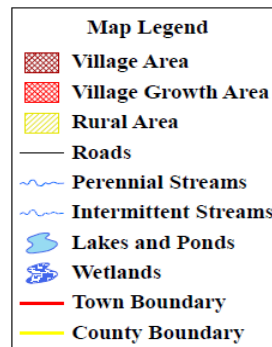 Map Legend
Village Area
Village Growth Area
Rural Area
Roads
Perennial Streams
Intermittent Streams
Lakes and Ponds
Wetlands
Town Boundary
County Boundary